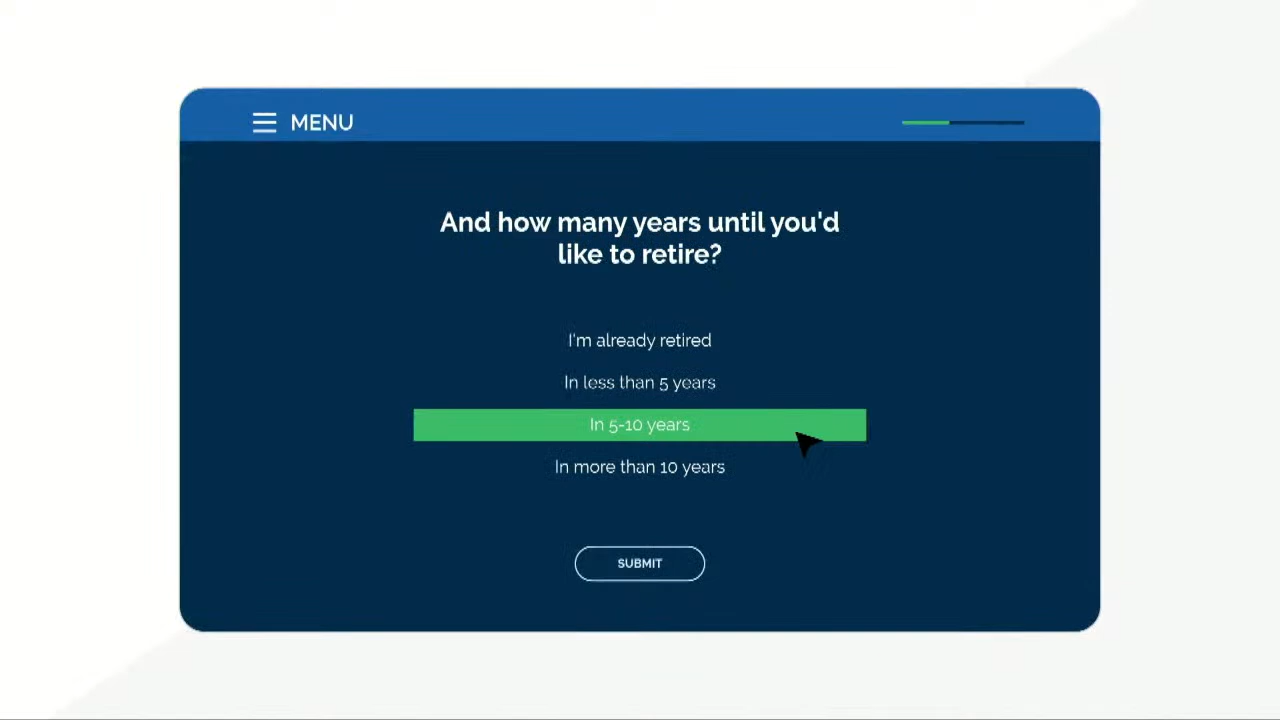 MENU
And how many years until you'd
like to retire?
I'm already retired
In less than 5 years
In 5-10 years
In more than 10 years
SUBMIT